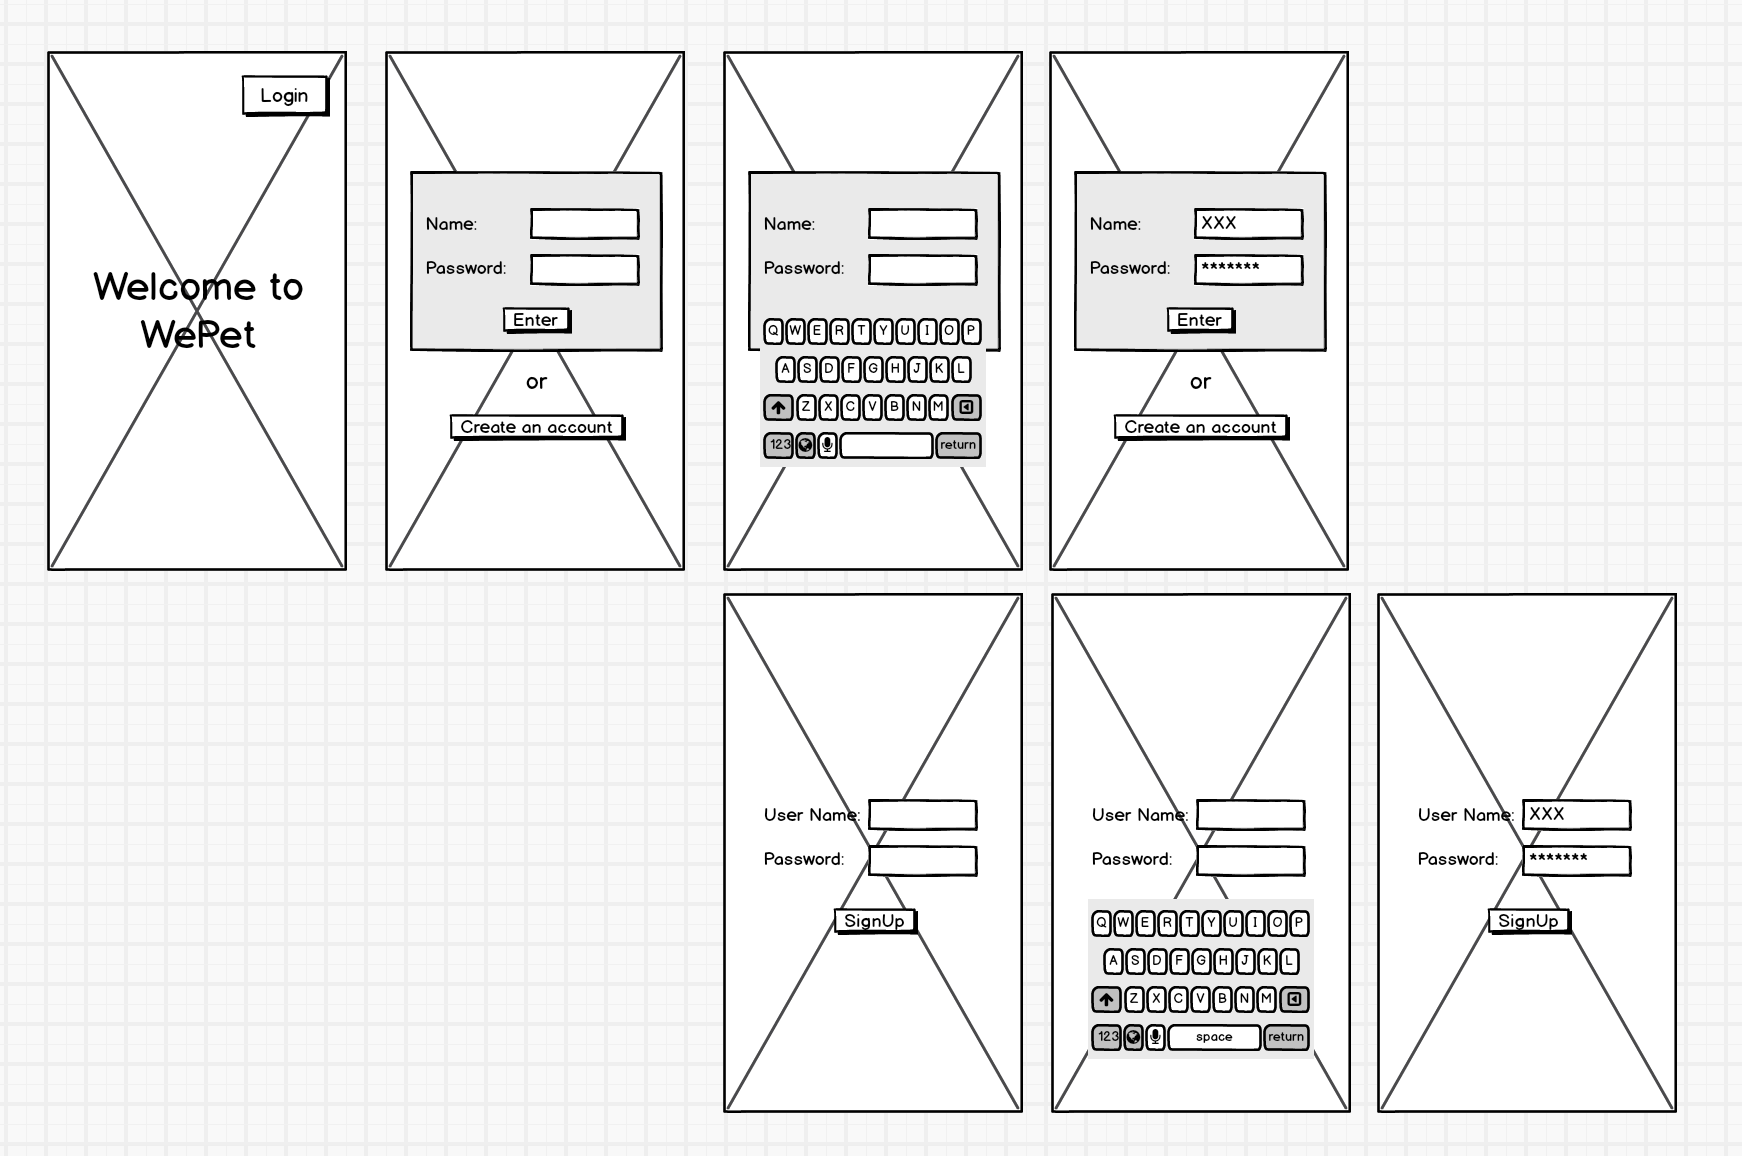 Login
Welcome to
WePet
Name:
Password:
Enter
or
Create an account
Name:
Password:
Q W E R T Y U I O P
A S D F G H J K L
Z X C V B N M
123 return
Name: XXX
Password: *******
Enter
or
Create an account
User Name:
Password:
SignUp
User Name:
Password:
Q W E R T Y U I O P
A S D F G H J K L
Z X C V B N M
123 space return
User Name: XXX
Password: *******
SignUp